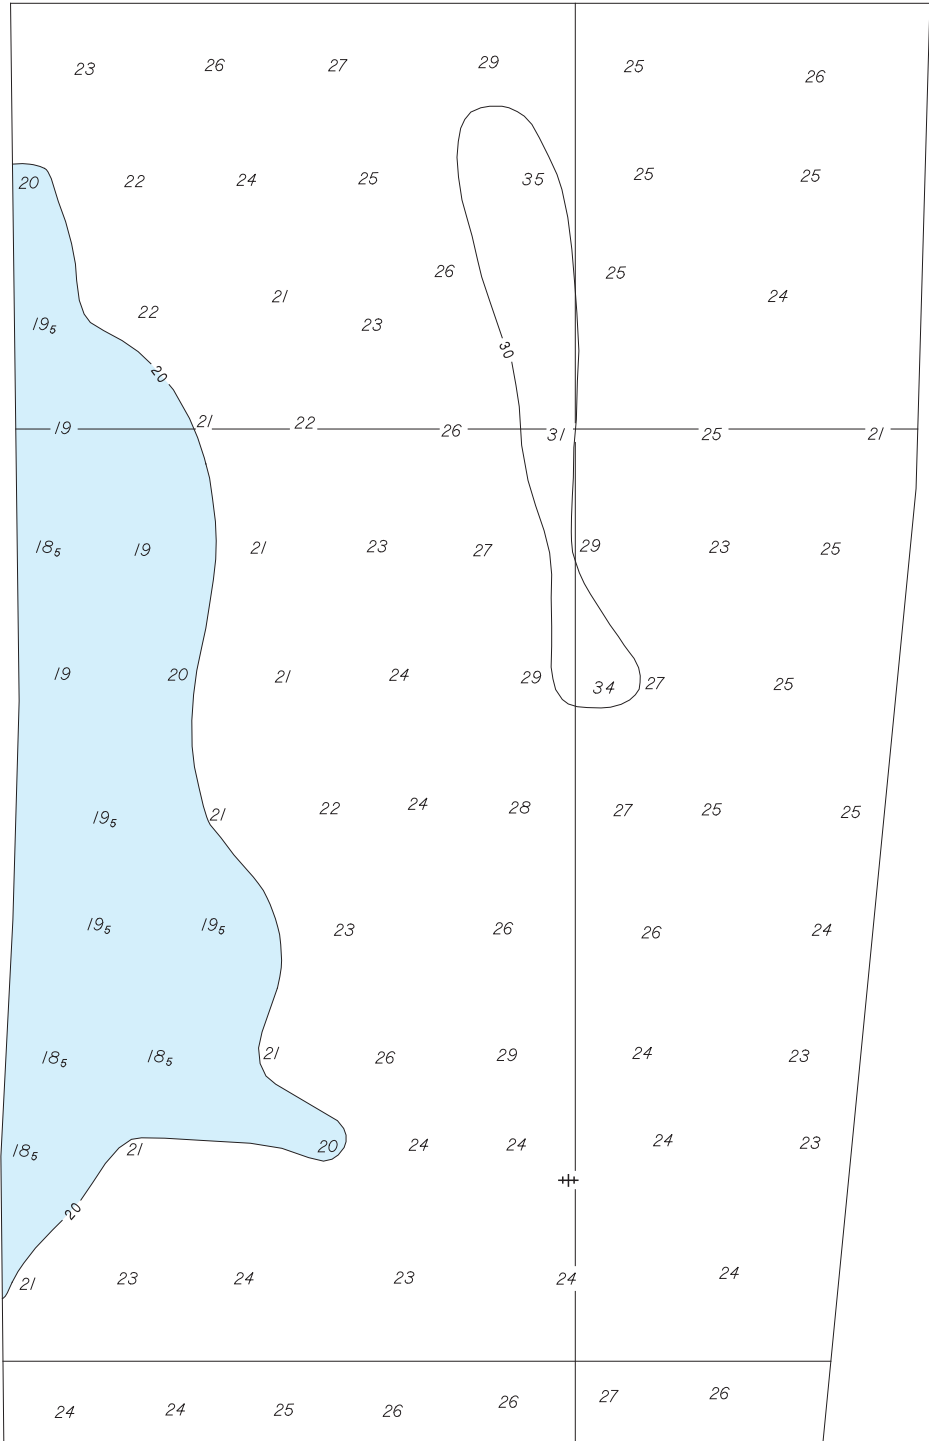 23 26 27 29 25 26
20 22 24 25 35 25 25
26 25
21 24
19₅ 22 23
30
20
19 21 22 26 31 25 21
18₅ 19 21 23 27 29 23 25
19 20 21 24 29 34 27 25
19₅ 21 22 24 28 27 25 25
19₅ 19₅ 23 26 26 24
18₅ 18₅ 21 26 29 24 23
18₅ 21 20 24 24 24 23
20
21 23 24 23 24 24
24 24 25 26 26 27 26